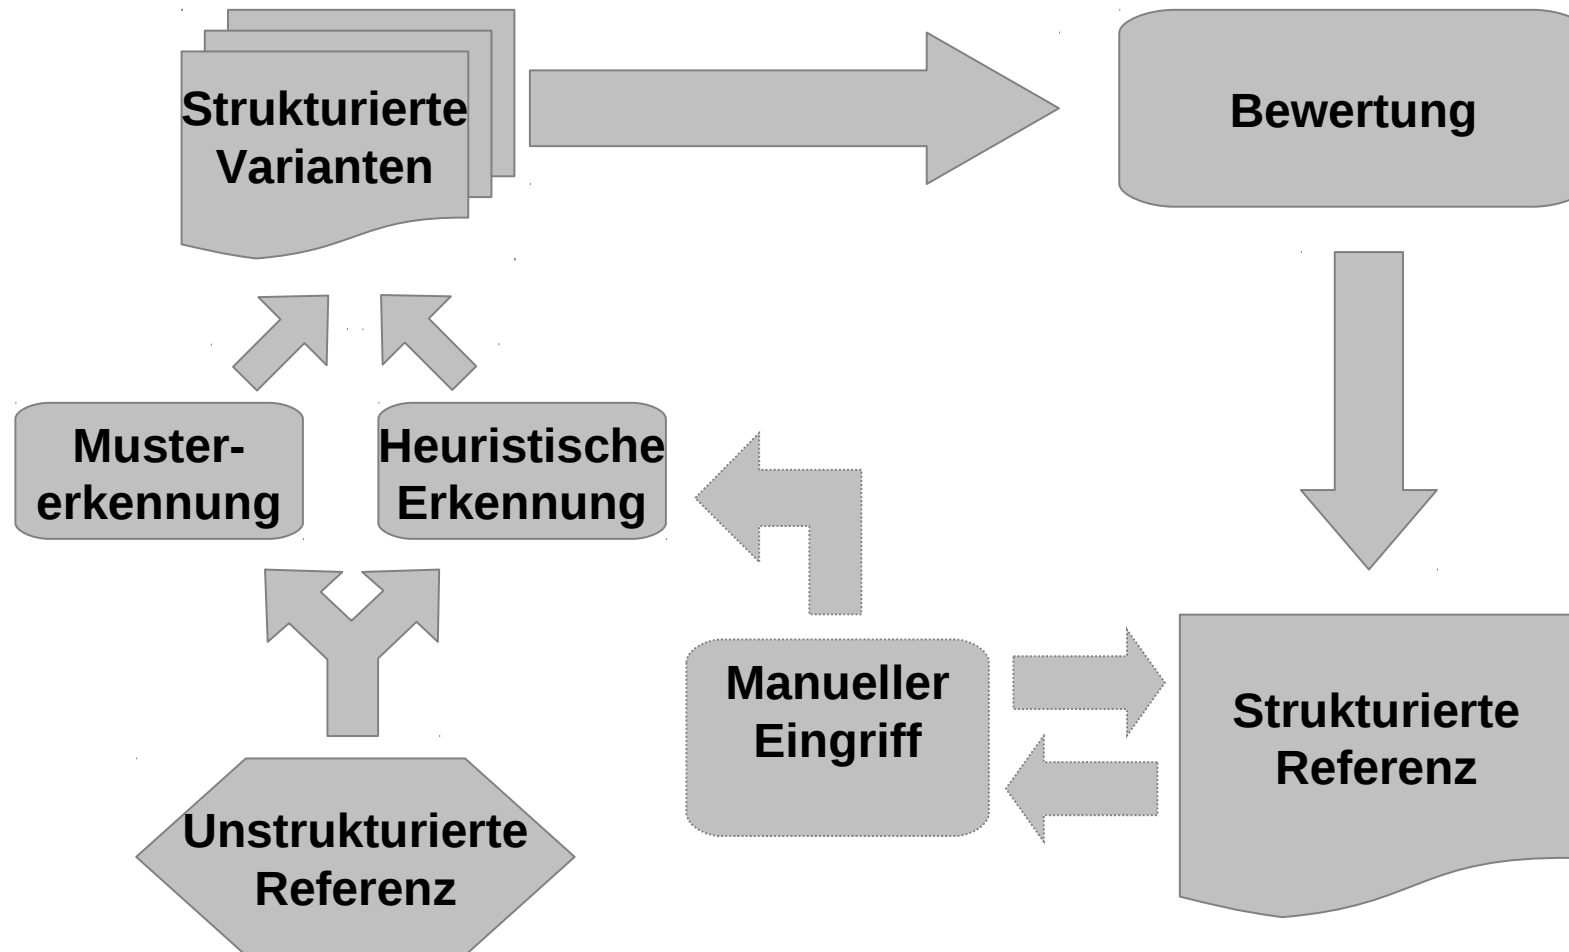 Strukturierte
Varianten
Bewertung
Muster-
erkennung
Heuristische
Erkennung
Manueller
Eingriff
Strukturierte
Referenz
Unstrukturierte
Referenz